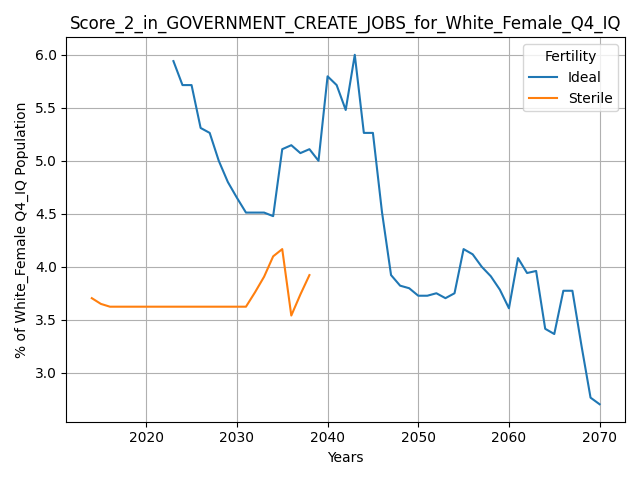 Score_2_in_GOVERNMENT_CREATE_JOBS_for_White_Female_Q4_IQ
Fertility
Ideal
Sterile
% of White_Female Q4_IQ Population
6.0
5.5
5.0
4.5
4.0
3.5
3.0
2020 2030 2040 2050 2060 2070
Years